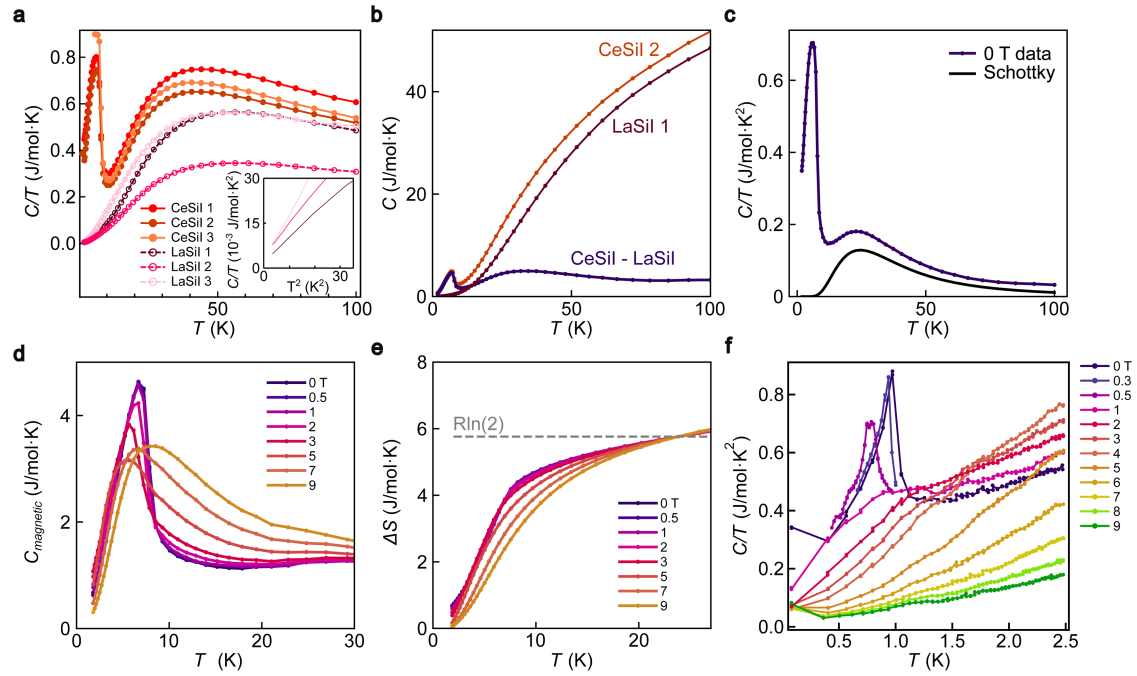 a
C/T (J/mol·K)
0.8
0.6
0.4
0.2
0.0
CeSil 1
CeSil 2
CeSil 3
LaSil 1
LaSil 2
LaSil 3
C/T (10⁻³ J/mol·K²)
30
15
0
0 30
T² (K²)
50 100
T (K)
b
C (J/mol·K)
40
20
0
CeSil 2
LaSil 1
CeSil - LaSil
0 50 100
T (K)
c
C/T (J/mol·K²)
0.6
0.4
0.2
0
0 T data
Schottky
0 50 100
T (K)
d
Cmagnetic (J/mol·K)
4
2
0
0 T
0.5
1
2
3
5
7
9
0 10 20 30
T (K)
e
ΔS (J/mol·K)
8
6
4
2
0
Rln(2)
0 T
0.5
1
2
3
5
7
9
0 10 20
T (K)
f
C/T (J/mol·K²)
0.8
0.6
0.4
0.2
0.0
0.5 1.0 1.5 2.0 2.5
T (K)
0 T
0.3
0.5
1
2
3
4
5
6
7
8
9